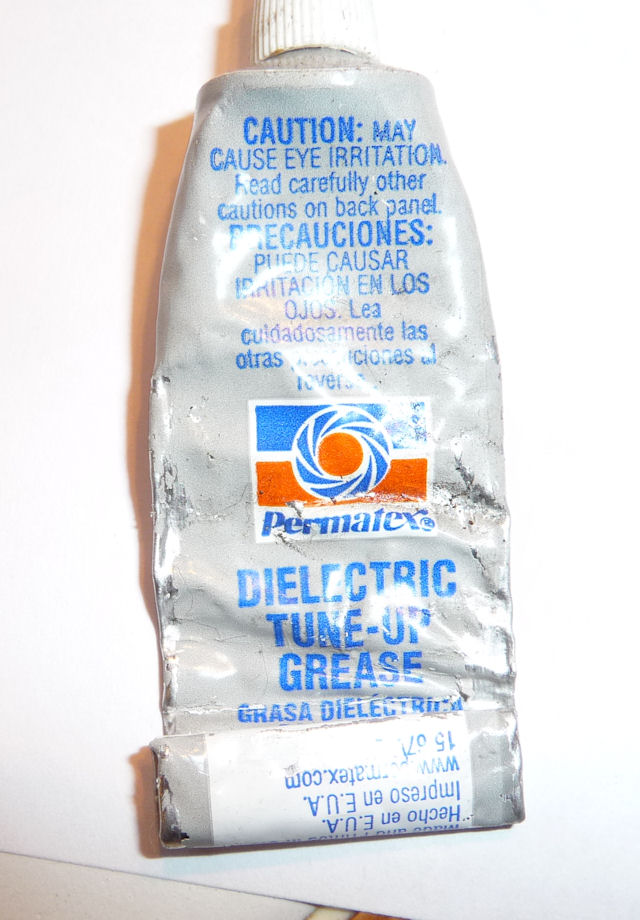 CAUTION: MAY
CAUSE EYE IRRITATION.
Read carefully other
cautions on back panel.
PRECAUCIONES:
PUEDE CAUSAR
IRRITACIÓN EN LOS
OJOS. Lea
cuidadosamente las
otras precauciones al
reverso
Permatex®
DIELECTRIC
TUNE-UP
GREASE
GRASA DIELÉCTRICA
Hecho en E.U.A.
Impreso en E.U.A.
www.permatex.com